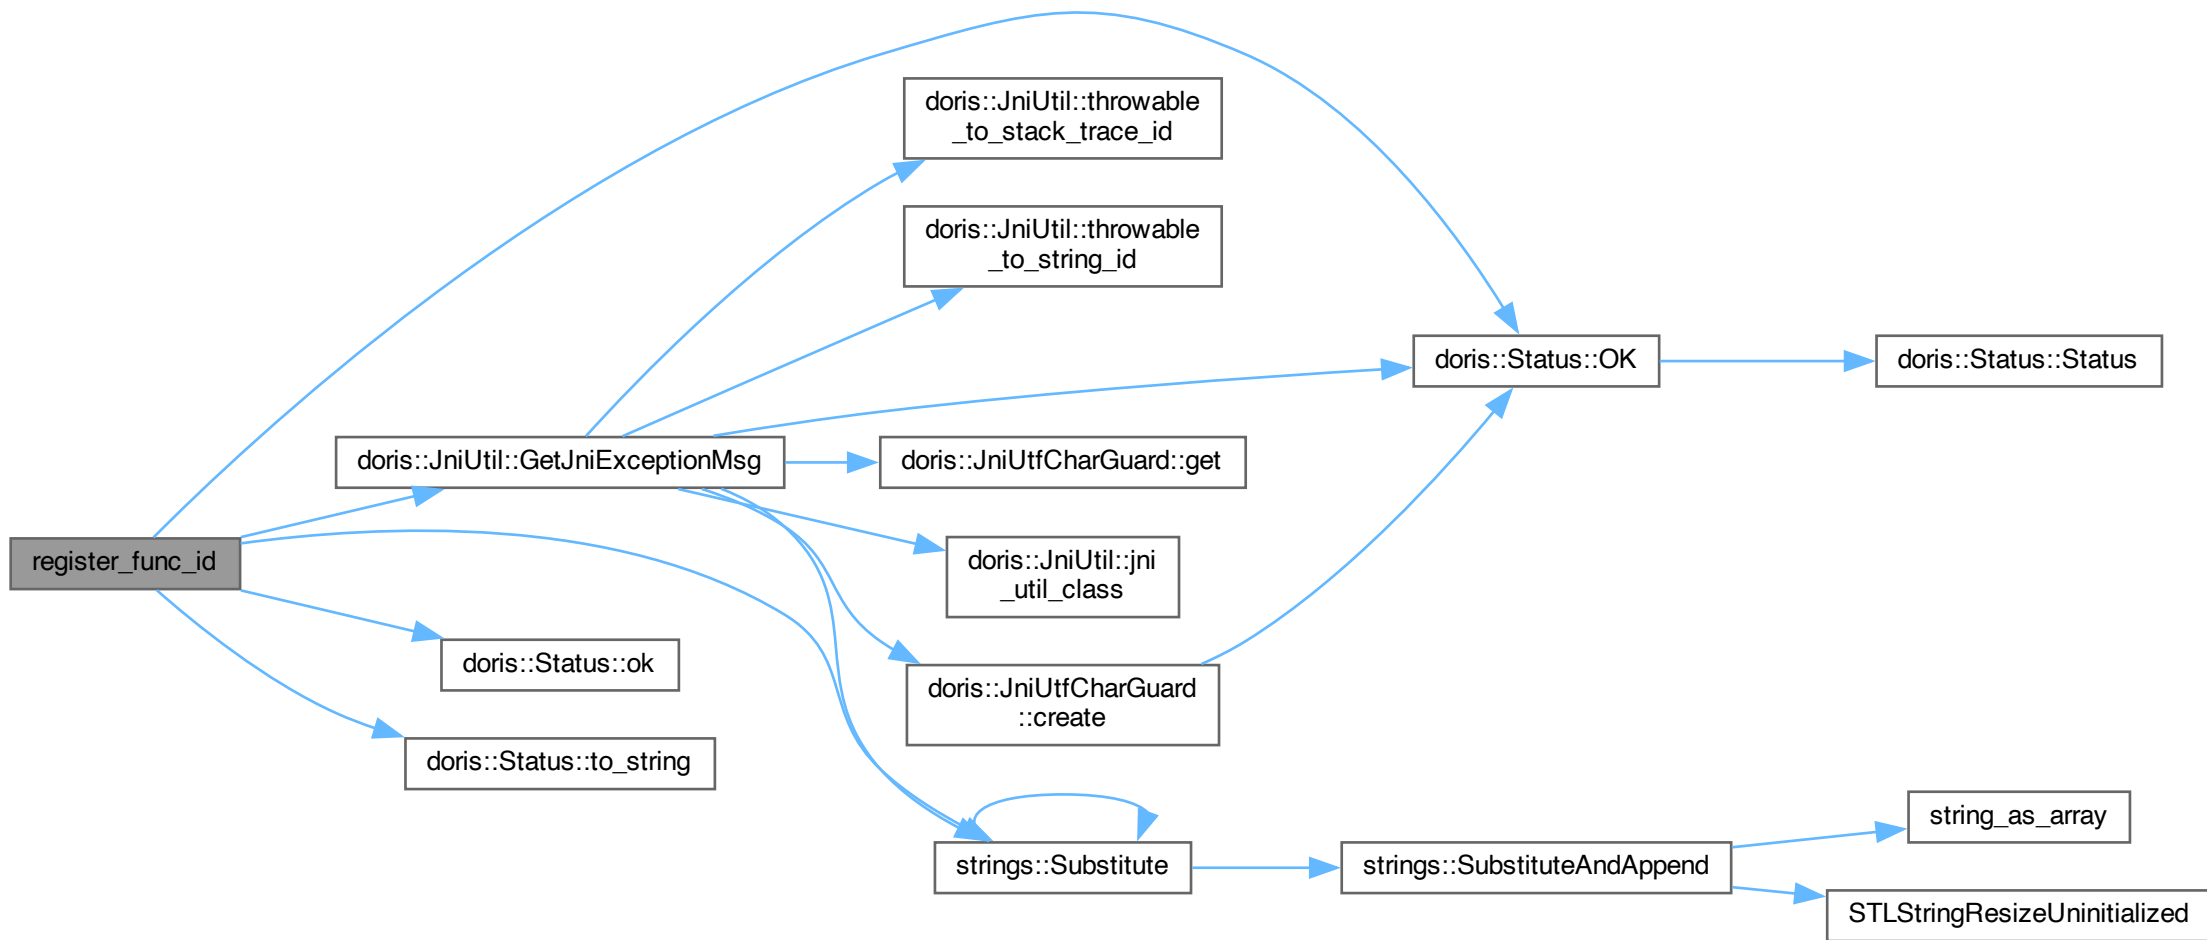 doris::JniUtil::throwable
_to_stack_trace_id
doris::JniUtil::throwable
_to_string_id
doris::Status::OK
doris::Status::Status
doris::JniUtil::GetJniExceptionMsg
doris::JniUtfCharGuard::get
register_func_id
doris::JniUtil::jni
_util_class
doris::Status::ok
doris::JniUtfCharGuard
::create
doris::Status::to_string
string_as_array
strings::Substitute
strings::SubstituteAndAppend
STLStringResizeUninitialized